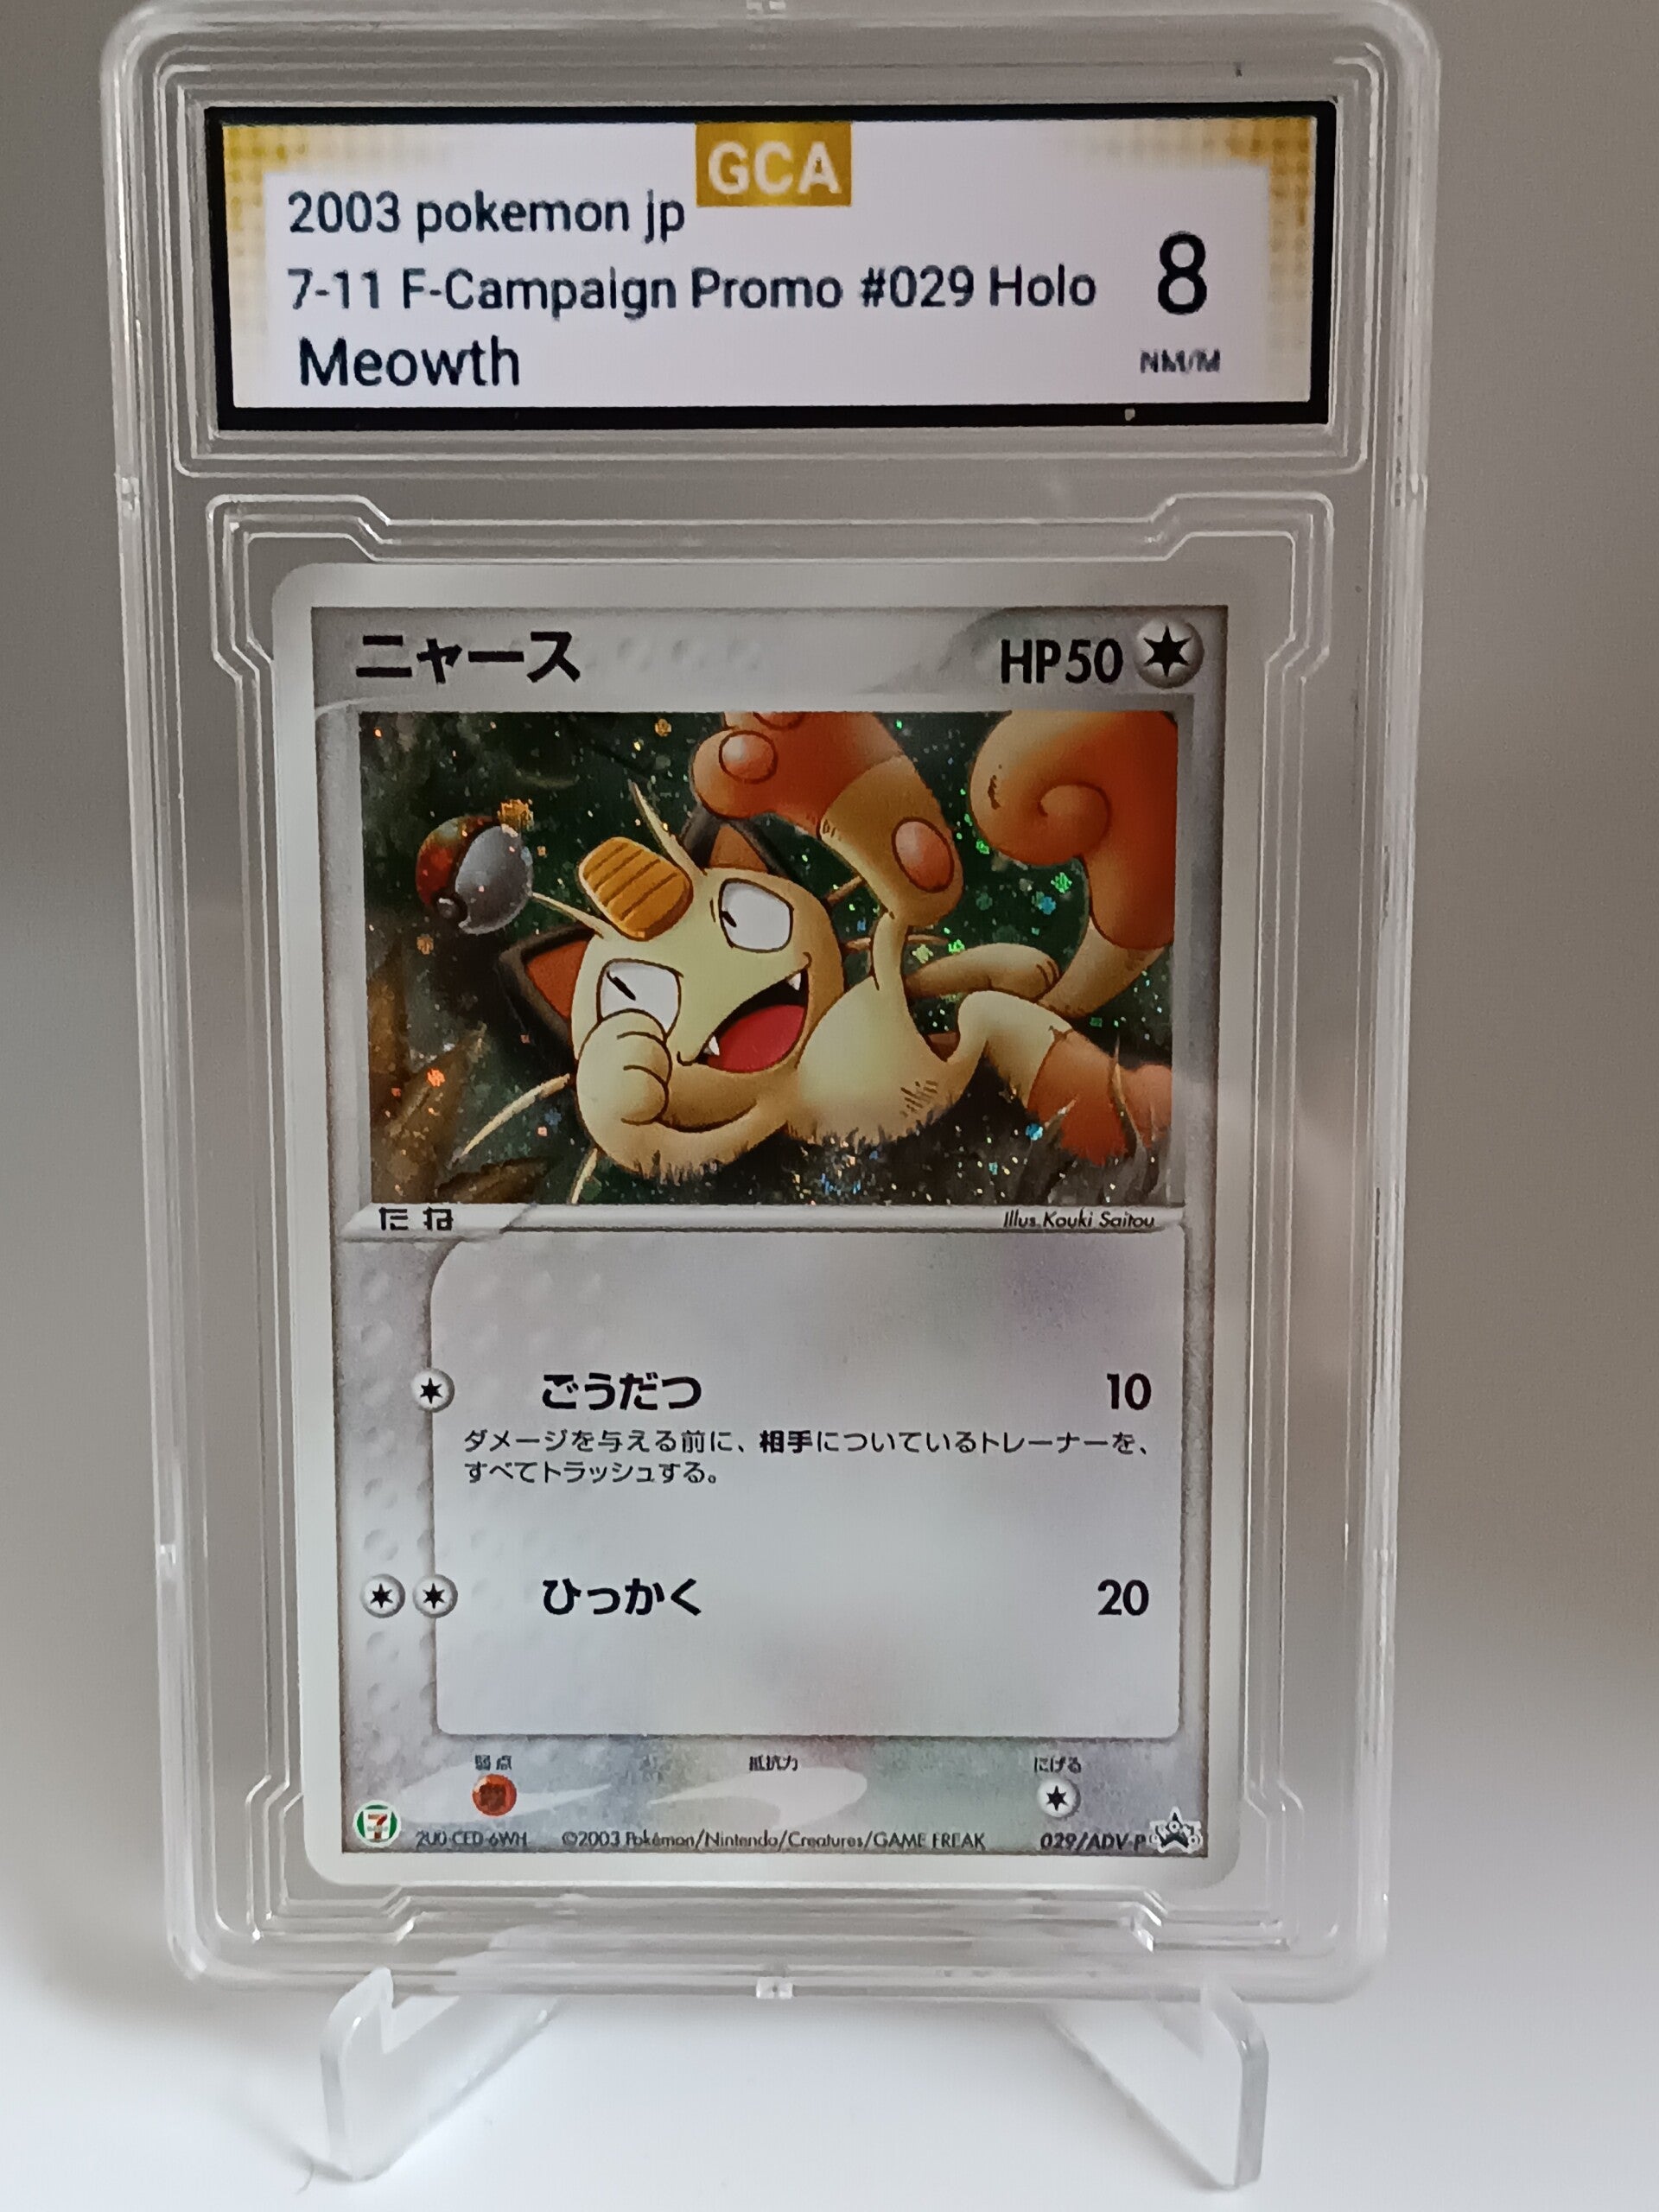 GCA
2003 pokemon jp
7-11 F-Campaign Promo #029 Holo
8
Meowth
NM/M
ニャース
HP50
たね
Illus. Kouki Saitou
ごうだつ
10
ダメージを与える前に、相手についているトレーナーを、
すべてトラッシュする。
ひっかく
20
弱点
抵抗力
にげる
7
©2003 Pokémon/Nintendo/Creatures/GAME FREAK
029/ADV-P